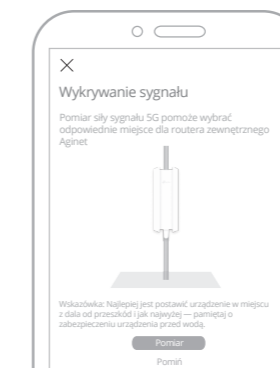 Wykrywanie sygnału
Pomiar siły sygnału 5G pomoże wybrać
odpowiednie miejsce dla routera zewnętrznego
Aginet
Wskazówka: Najlepiej jest postawić urządzenie w miejscu
z dala od przeszkód i jak najwyżej — pamiętaj o
zabezpieczeniu urządzenia przed wodą.
Pomiar
Pomiń